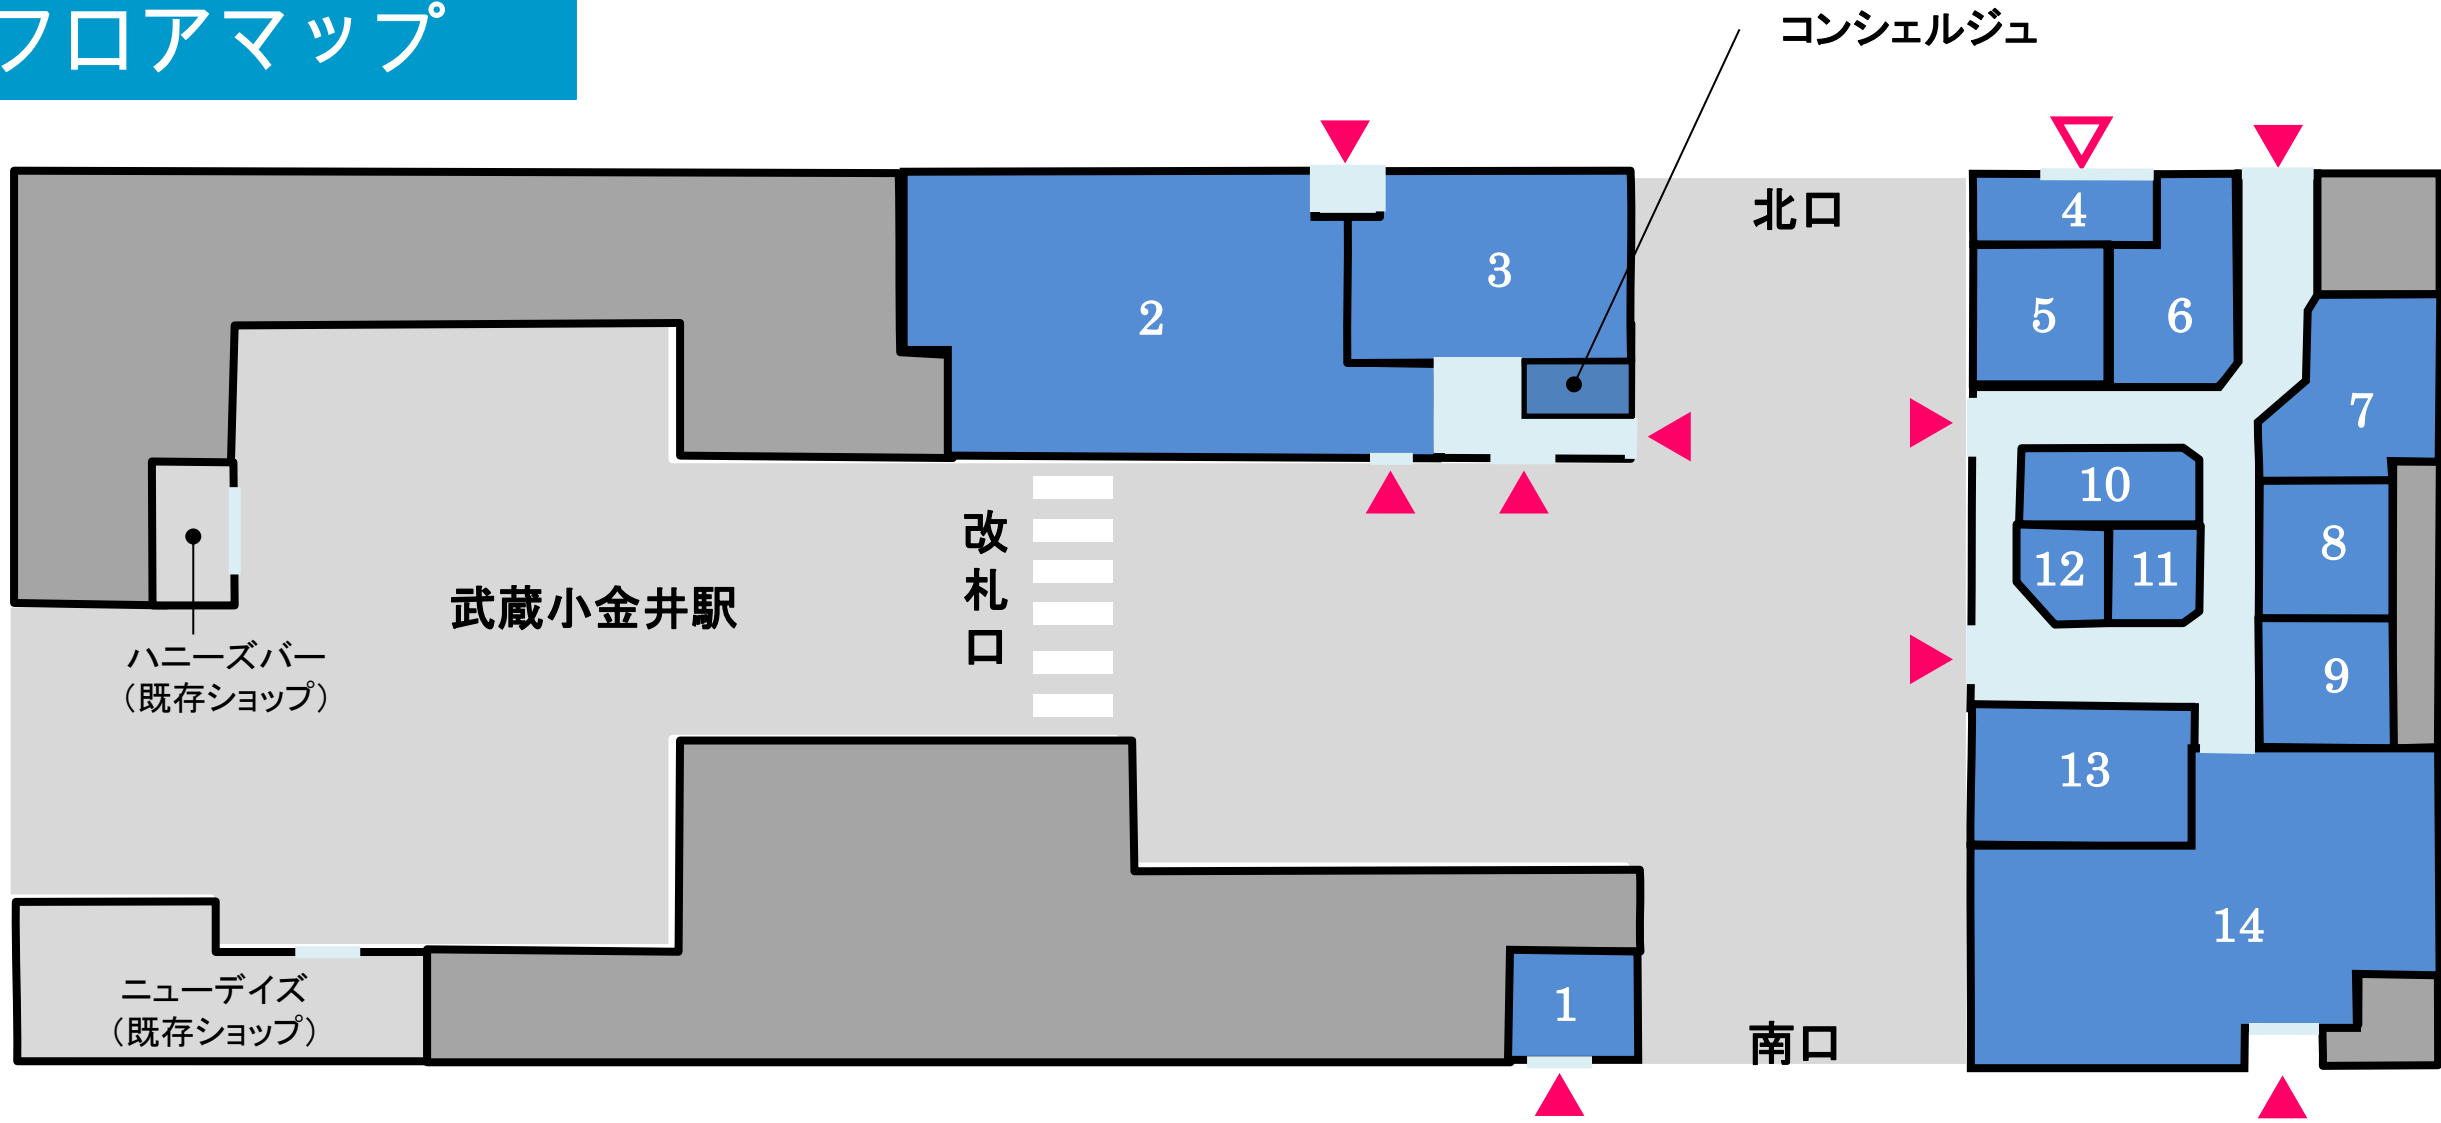 フロアマップ
コンシェルジュ
北口
2
3
4
5
6
7
8
9
10
12
11
13
14
改
札
口
武蔵小金井駅
ハニーズバー
（既存ショップ）
ニューデイズ
（既存ショップ）
1
南口